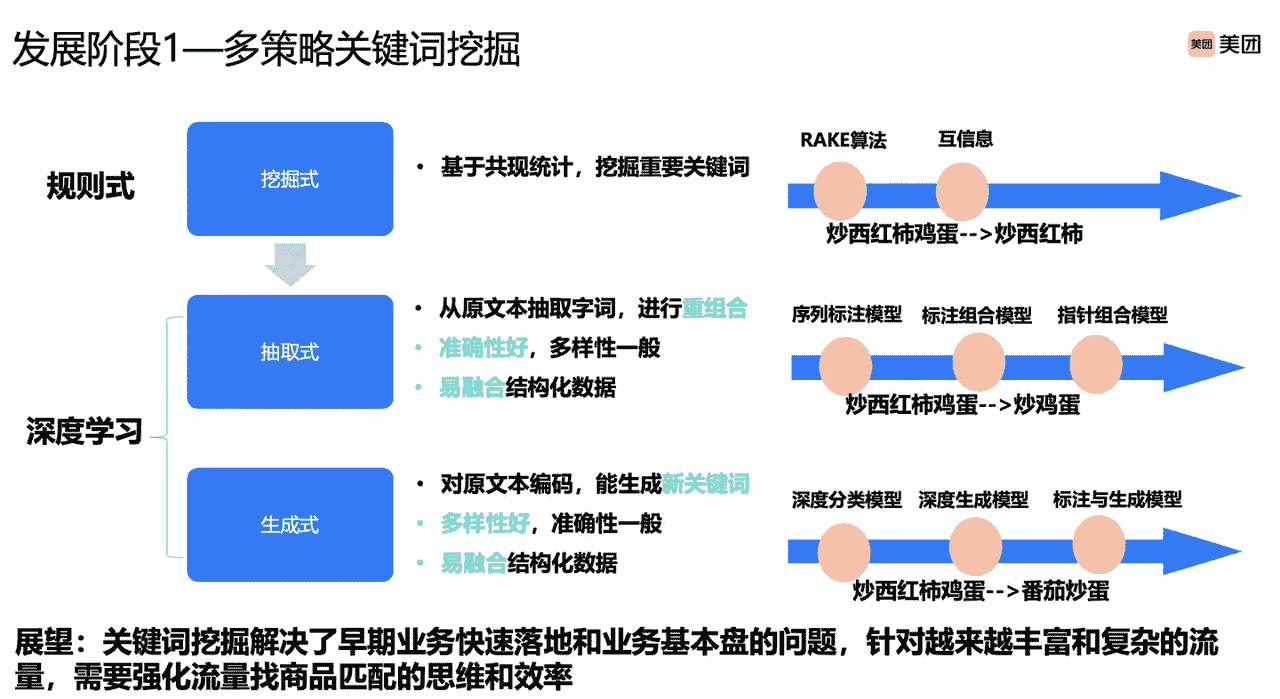 发展阶段1—多策略关键词挖掘
美团 美团
规则式
挖掘式
• 基于共现统计，挖掘重要关键词
RAKE算法 互信息
炒西红柿鸡蛋-->炒西红柿
深度学习
抽取式
• 从原文本抽取字词，进行重组合
• 准确性好，多样性一般
• 易融合结构化数据
序列标注模型 标注组合模型 指针组合模型
炒西红柿鸡蛋-->炒鸡蛋
生成式
• 对原文本编码，能生成新关键词
• 多样性好，准确性一般
• 易融合结构化数据
深度分类模型 深度生成模型 标注与生成模型
炒西红柿鸡蛋-->番茄炒蛋
展望：关键词挖掘解决了早期业务快速落地和业务基本盘的问题，针对越来越丰富和复杂的流
量，需要强化流量找商品匹配的思维和效率